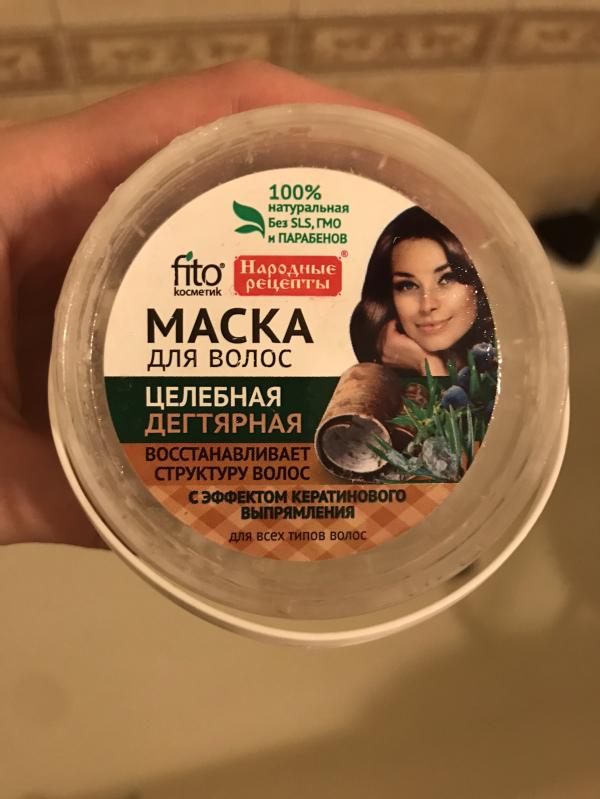 100%
натуральная
Без SLS, ГМО
и ПАРАБЕНОВ
fito®
косметик
Народные
рецепты®
МАСКА
ДЛЯ ВОЛОС
ЦЕЛЕБНАЯ
ДЕГТЯРНАЯ
ВОССТАНАВЛИВАЕТ
СТРУКТУРУ ВОЛОС
С ЭФФЕКТОМ КЕРАТИНОВОГО
ВЫПРЯМЛЕНИЯ
для всех типов волос